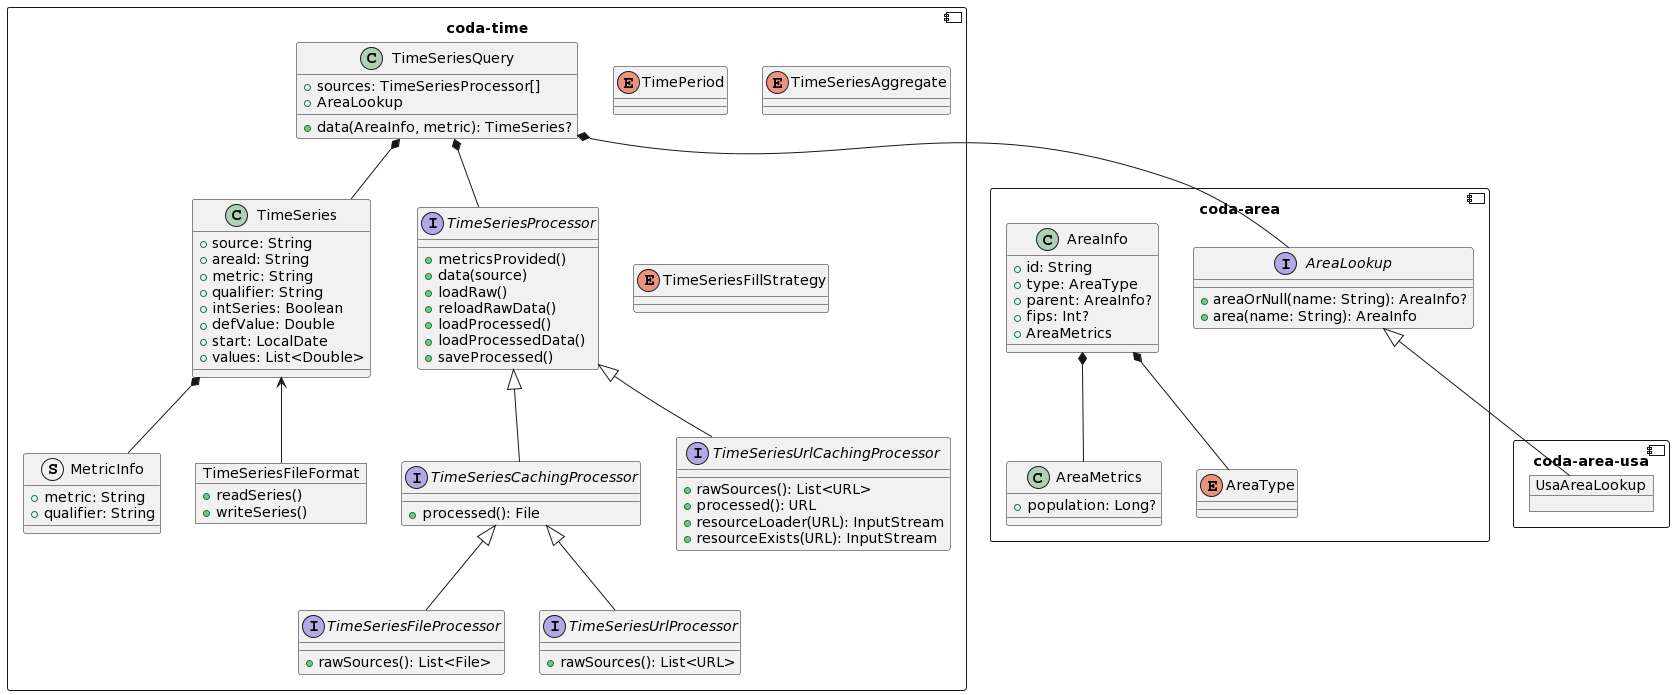 coda-time
C TimeSeriesQuery
sources: TimeSeriesProcessor[]
AreaLookup
data(AreaInfo, metric): TimeSeries?
E TimePeriod
E TimeSeriesAggregate
C TimeSeries
source: String
areaId: String
metric: String
qualifier: String
intSeries: Boolean
defValue: Double
start: LocalDate
values: List<Double>
I TimeSeriesProcessor
metricsProvided()
data(source)
loadRaw()
reloadRawData()
loadProcessed()
loadProcessedData()
saveProcessed()
E TimeSeriesFillStrategy
S MetricInfo
metric: String
qualifier: String
TimeSeriesFileFormat
readSeries()
writeSeries()
I TimeSeriesCachingProcessor
processed(): File
I TimeSeriesUrlCachingProcessor
rawSources(): List<URL>
processed(): URL
resourceLoader(URL): InputStream
resourceExists(URL): InputStream
I TimeSeriesFileProcessor
rawSources(): List<File>
I TimeSeriesUrlProcessor
rawSources(): List<URL>
coda-area
C AreaInfo
id: String
type: AreaType
parent: AreaInfo?
fips: Int?
AreaMetrics
I AreaLookup
areaOrNull(name: String): AreaInfo?
area(name: String): AreaInfo
C AreaMetrics
population: Long?
E AreaType
coda-area-usa
UsaAreaLookup